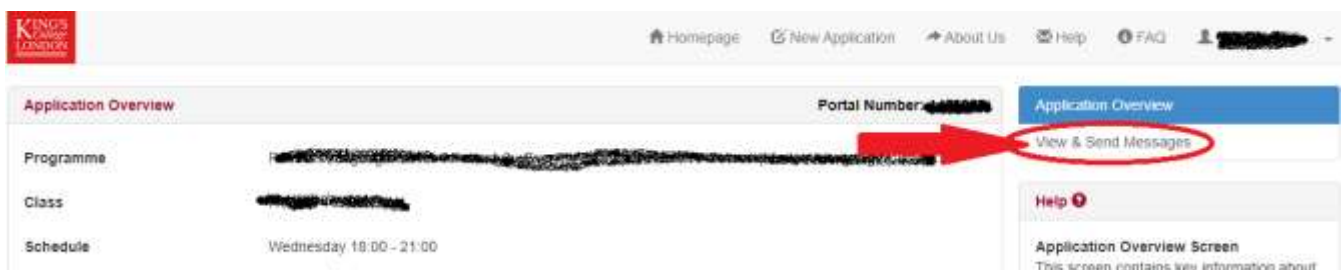 KING'S
College
LONDON
Homepage New Application About Us Help FAQ
Application Overview Portal Number:
Application Overview
View & Send Messages
Programme
Class
Help
Schedule Wednesday 18:00 - 21:00
Application Overview Screen
This screen contains key information about